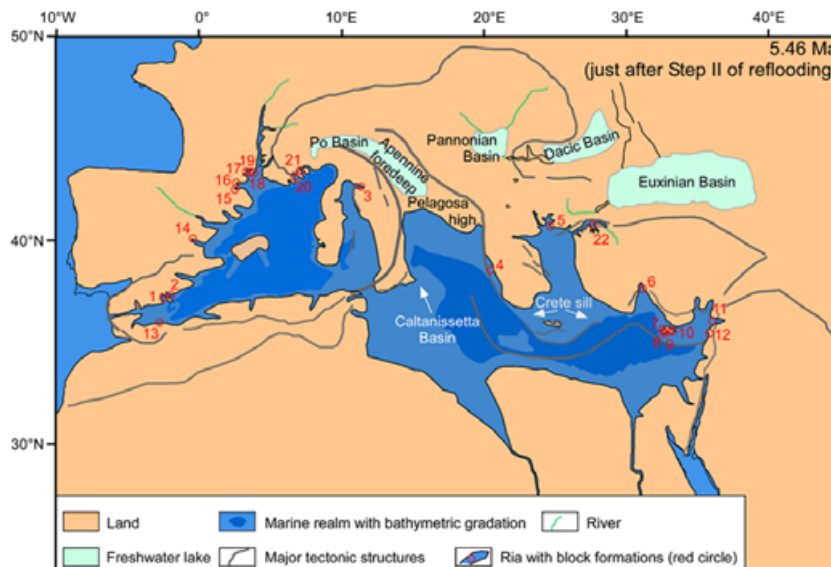 10°W 0° 10°E 20°E 30°E 40°E
50°N
5.46 Ma
(just after Step II of reflooding
Po Basin
Apennine
foredeep
Pannonian
Basin
Dacic Basin
Euxinian Basin
Pelagosa
high
19
17
16
18
15
21
20
3
14
40°N
5
22
4
2
1
13
6
11
7
10
12
8
9
Crete sill
Caltanissetta
Basin
30°N
Land
Marine realm with bathymetric gradation
River
Freshwater lake
Major tectonic structures
Ria with block formations (red circle)